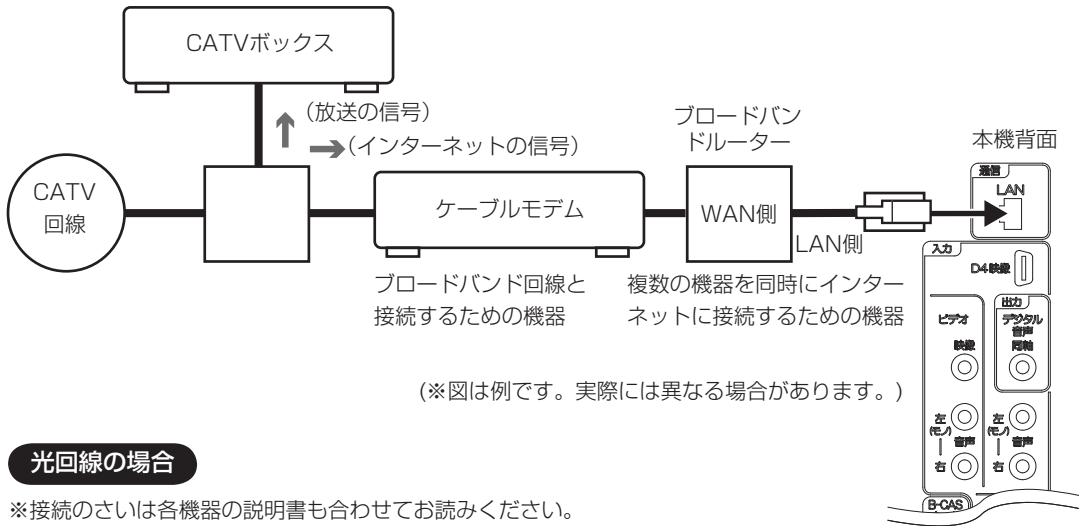 CATVボックス
(放送の信号)
(インターネットの信号)
CATV
回線
ケーブルモデム
ブロードバンド回線と
接続するための機器
ブロードバン
ドルーター
WAN側
LAN側
複数の機器を同時にインター
ネットに接続するための機器
本機背面
通信
LAN
入力
D4映像
出力
ビデオ
デジタル
音声
映像
同軸
左
(モノ)
音声
右
左
(モノ)
音声
右
B-CAS
(※図は例です。実際には異なる場合があります。)
光回線の場合
※接続のさいは各機器の説明書も合わせてお読みください。